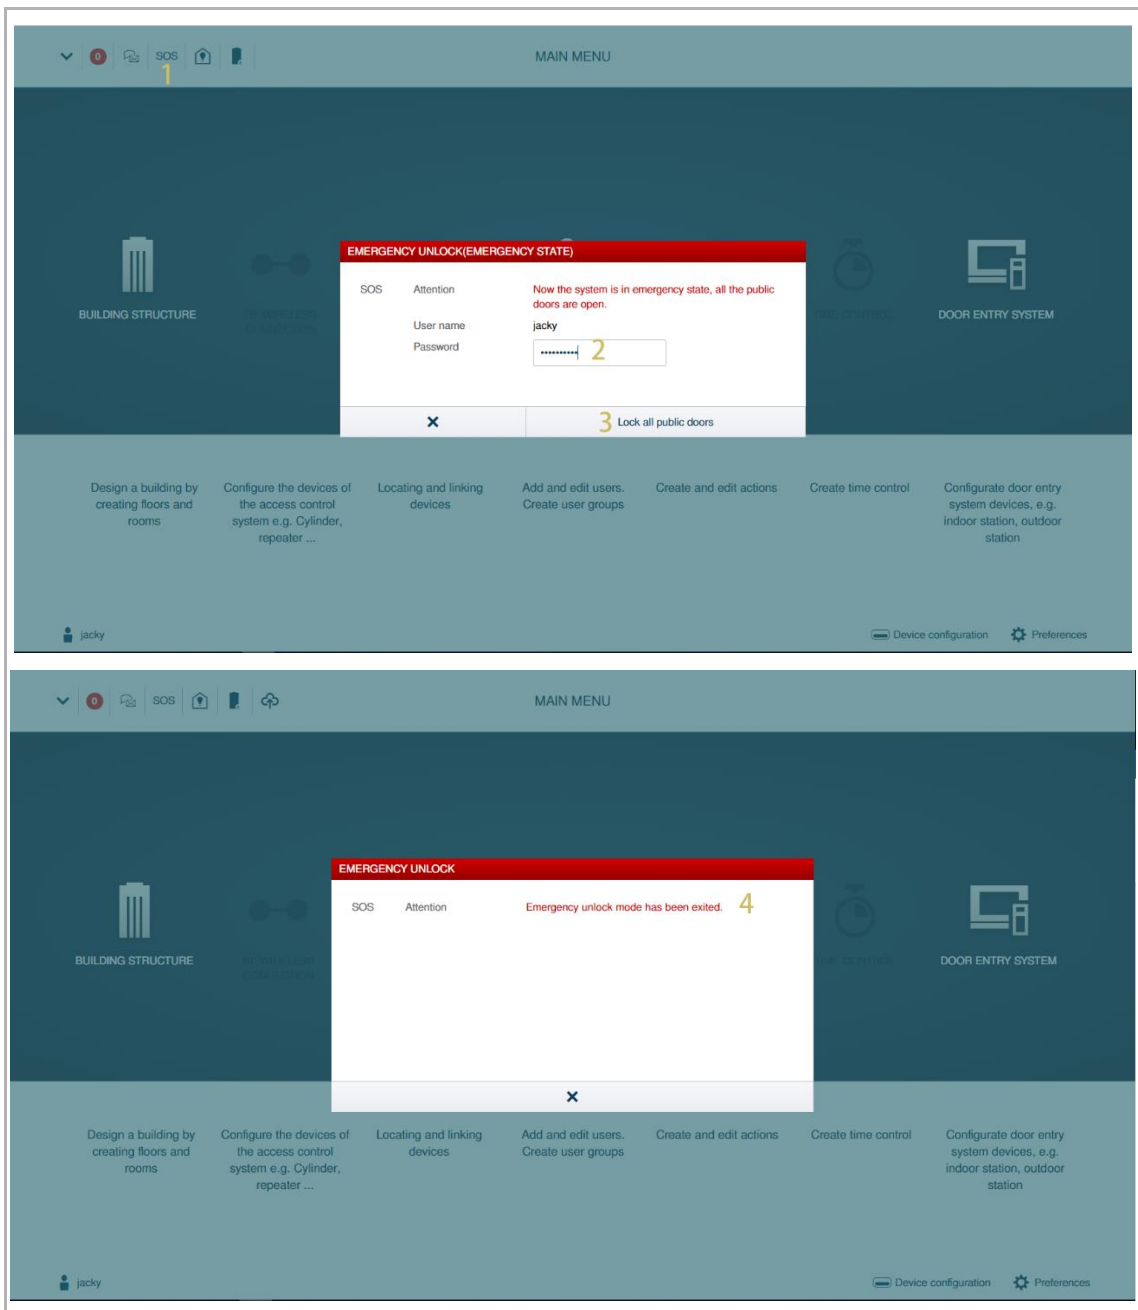 0 SOS MAIN MENU
1
EMERGENCY UNLOCK(EMERGENCY STATE)
SOS Attention Now the system is in emergency state, all the public
doors are open.
User name jacky
Password •••••••••• 2
3 Lock all public doors
BUILDING STRUCTURE
DOOR ENTRY SYSTEM
Design a building by
creating floors and
rooms
Configure the devices of
the access control
system e.g. Cylinder,
repeater ...
Locating and linking
devices
Add and edit users.
Create user groups
Create and edit actions
Create time control
Configurate door entry
system devices, e.g.
indoor station, outdoor
station
jacky
Device configuration
Preferences
0 SOS MAIN MENU
EMERGENCY UNLOCK
SOS Attention Emergency unlock mode has been exited. 4
BUILDING STRUCTURE
DOOR ENTRY SYSTEM
Design a building by
creating floors and
rooms
Configure the devices of
the access control
system e.g. Cylinder,
repeater ...
Locating and linking
devices
Add and edit users.
Create user groups
Create and edit actions
Create time control
Configurate door entry
system devices, e.g.
indoor station, outdoor
station
jacky
Device configuration
Preferences